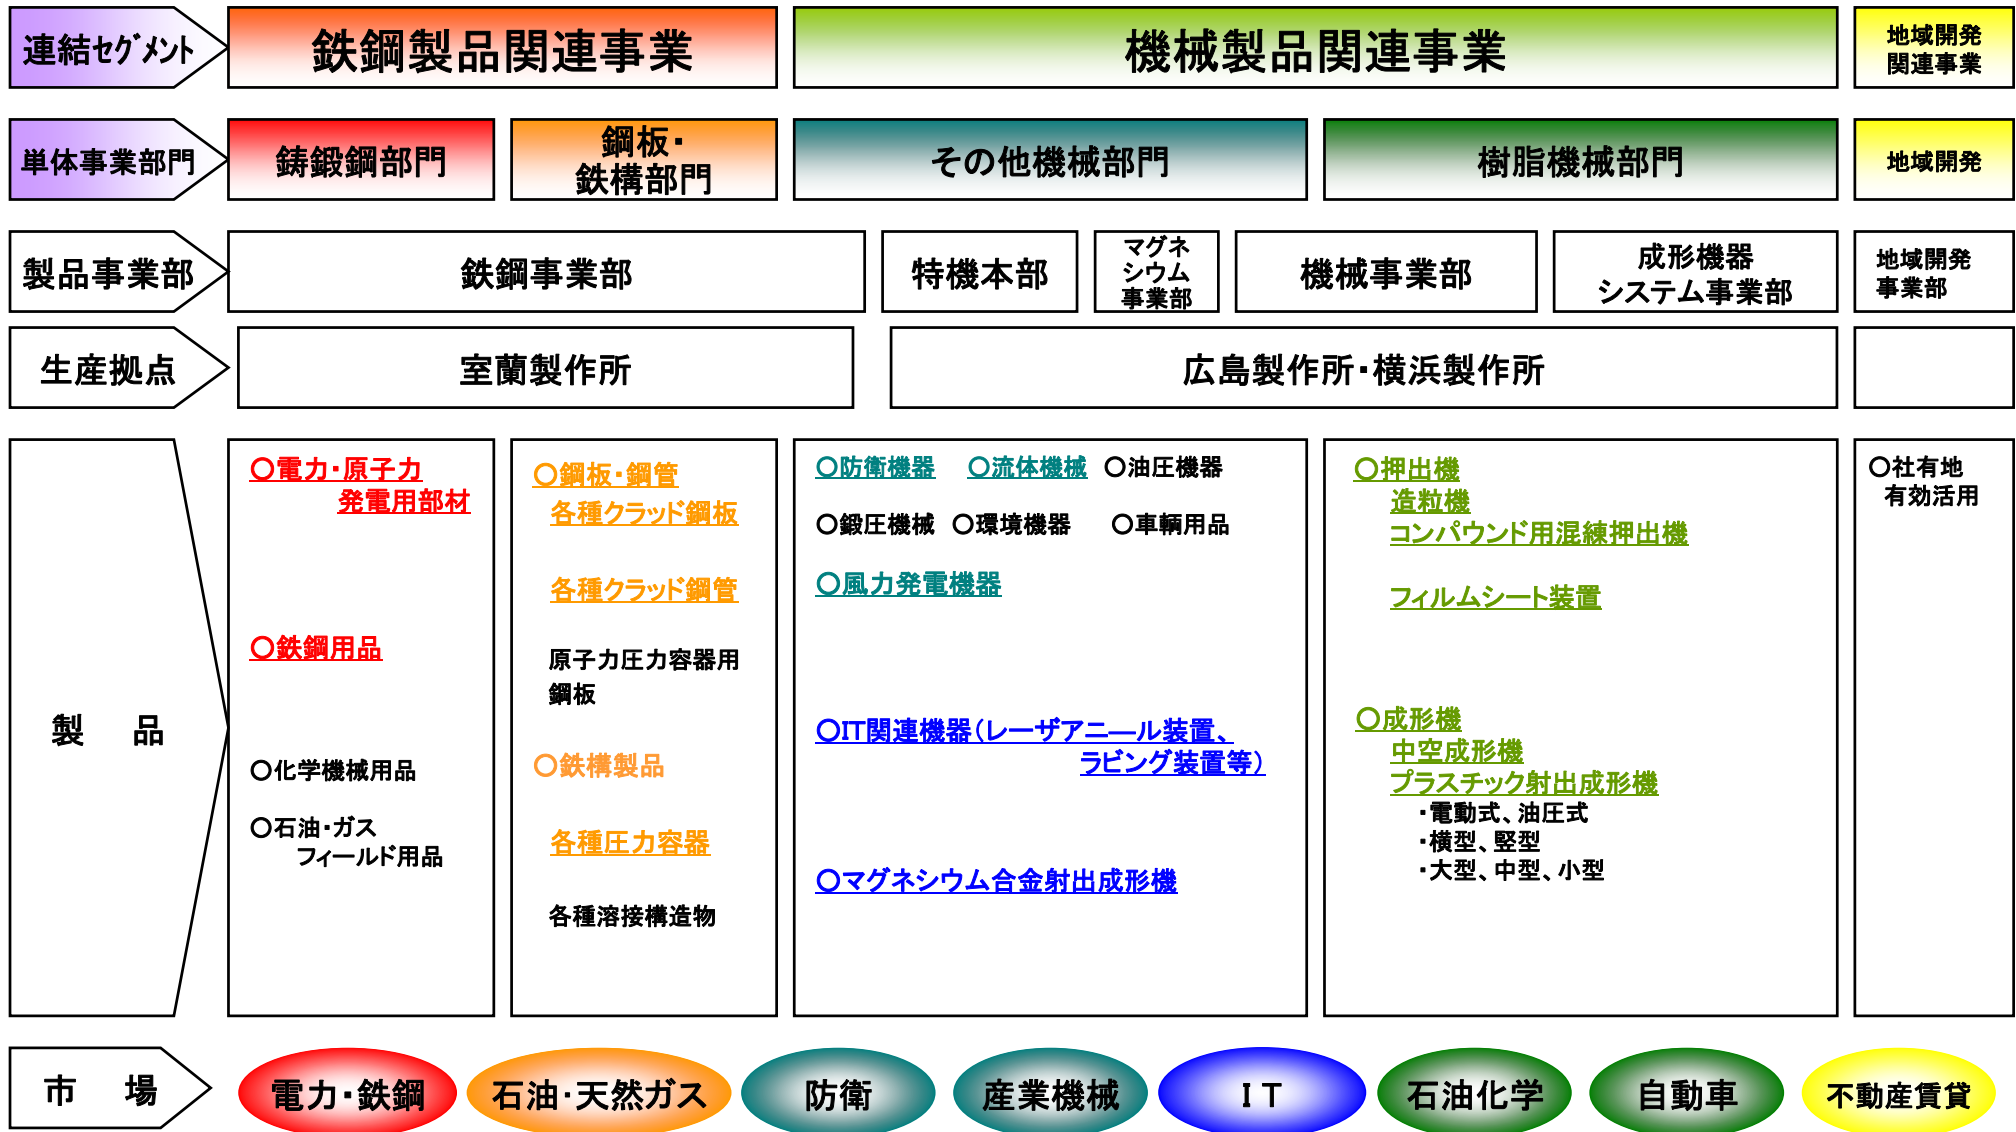 連結セグメント
鉄鋼製品関連事業
機械製品関連事業
地域開発
関連事業
単体事業部門
鋳鍛鋼部門
鋼板・
鉄構部門
その他機械部門
樹脂機械部門
地域開発
製品事業部
鉄鋼事業部
特機本部
マグネ
シウム
事業部
機械事業部
成形機器
システム事業部
地域開発
事業部
生産拠点
室蘭製作所
広島製作所・横浜製作所
製 品
○電力・原子力
発電用部材
○鉄鋼用品
○化学機械用品
○石油・ガス
フィールド用品
○鋼板・鋼管
各種クラッド鋼板
各種クラッド鋼管
原子力圧力容器用
鋼板
○鉄構製品
各種圧力容器
各種溶接構造物
○防衛機器 ○流体機械 ○油圧機器
○鍛圧機械 ○環境機器 ○車輌用品
○風力発電機器
○IT関連機器(レーザアニ―ル装置、
ラビング装置等)
○マグネシウム合金射出成形機
○押出機
造粒機
コンパウンド用混練押出機
フィルムシート装置
○成形機
中空成形機
プラスチック射出成形機
・電動式、油圧式
・横型、竪型
・大型、中型、小型
○社有地
有効活用
市 場
電力・鉄鋼
石油・天然ガス
防衛
産業機械
IT
石油化学
自動車
不動産賃貸